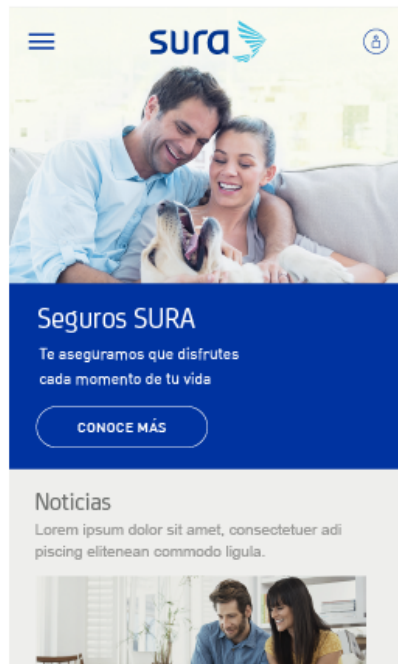 sura
Seguros SURA
Te aseguramos que disfrutes
cada momento de tu vida
CONOCE MÁS
Noticias
Lorem ipsum dolor sit amet, consectetuer adi
piscing elitenean commodo ligula.